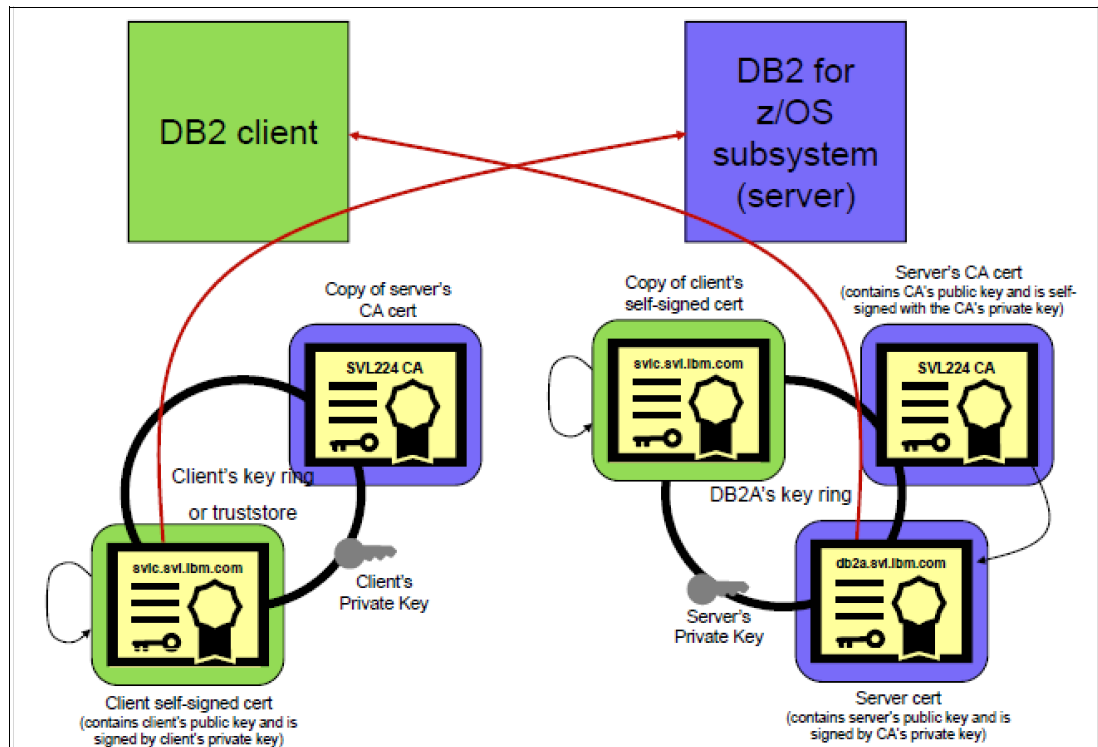 DB2 client
DB2 for
z/OS
subsystem
(server)
Copy of server's
CA cert
SVL224 CA
Client's key ring
or truststore
svlc.svl.ibm.com
Client's
Private Key
Client self-signed cert
(contains client's public key and is
signed by client's private key)
Copy of client's
self-signed cert
svlc.svl.ibm.com
Server's CA cert
(contains CA's public key and is self-
signed with the CA's private key)
SVL224 CA
DB2A's key ring
Server's
Private Key
db2a.svl.ibm.com
Server cert
(contains server's public key and is
signed by CA's private key)